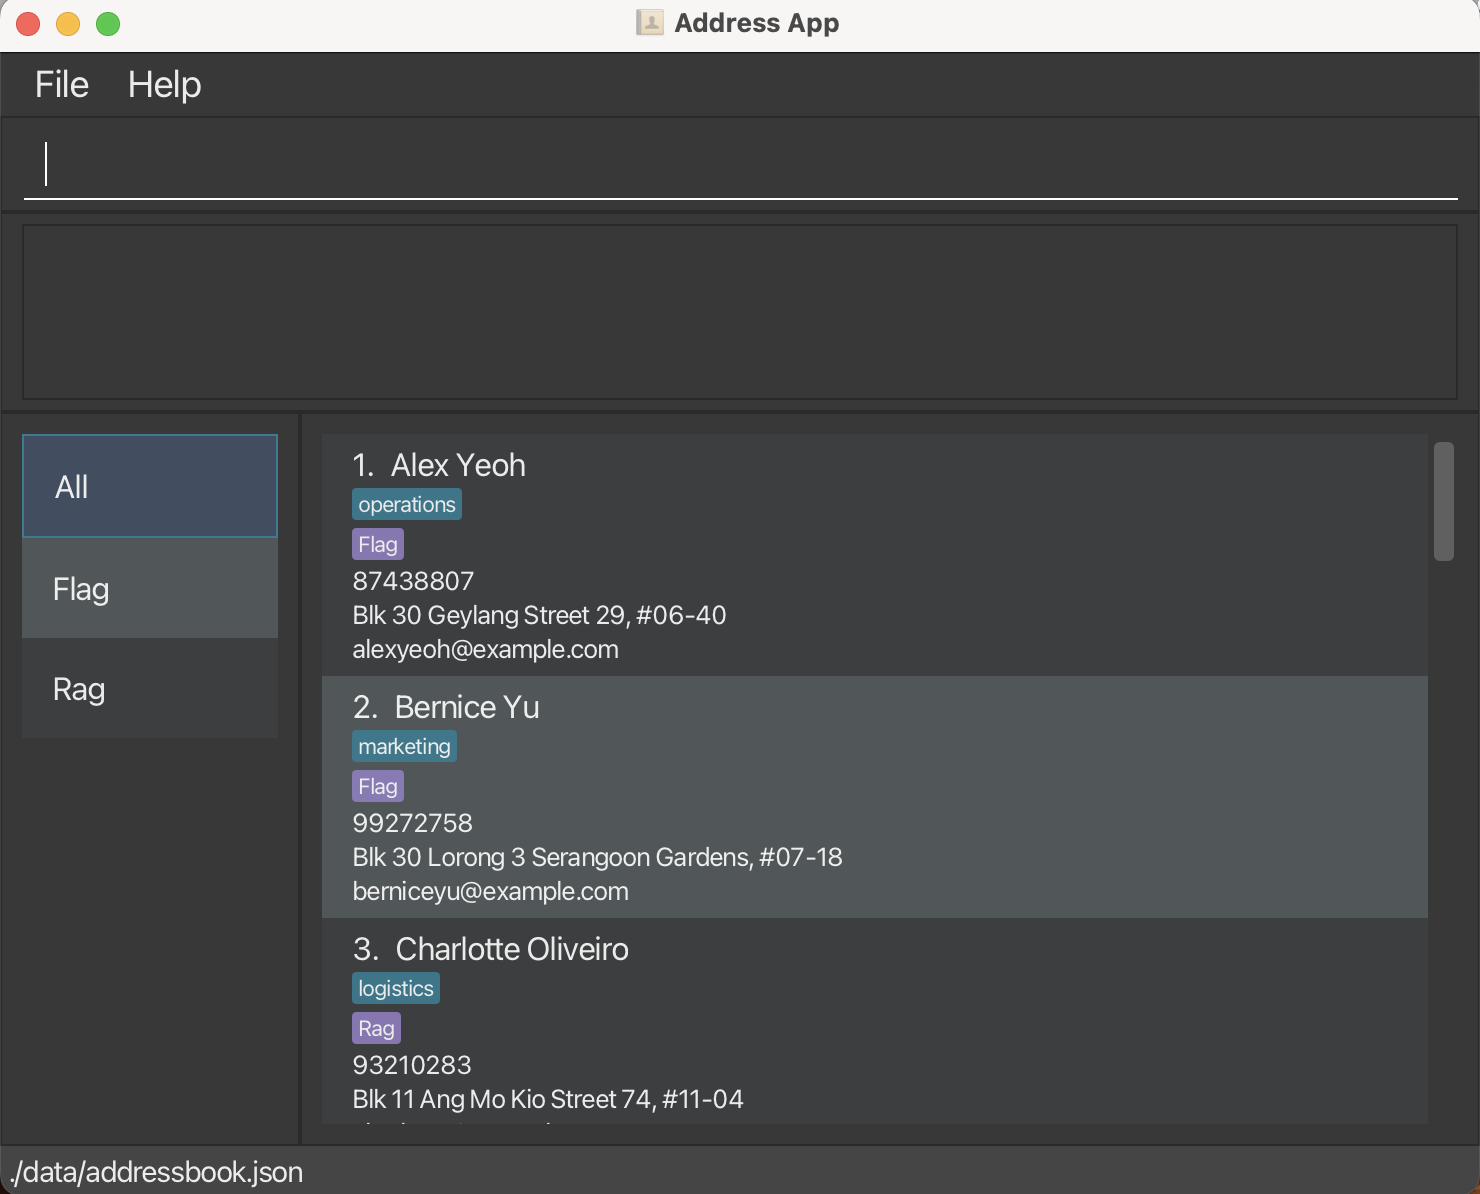 Address App
File Help
All
Flag
Rag
1. Alex Yeoh
operations
Flag
87438807
Blk 30 Geylang Street 29, #06-40
alexyeoh@example.com
2. Bernice Yu
marketing
Flag
99272758
Blk 30 Lorong 3 Serangoon Gardens, #07-18
berniceyu@example.com
3. Charlotte Oliveiro
logistics
Rag
93210283
Blk 11 Ang Mo Kio Street 74, #11-04
./data/addressbook.json